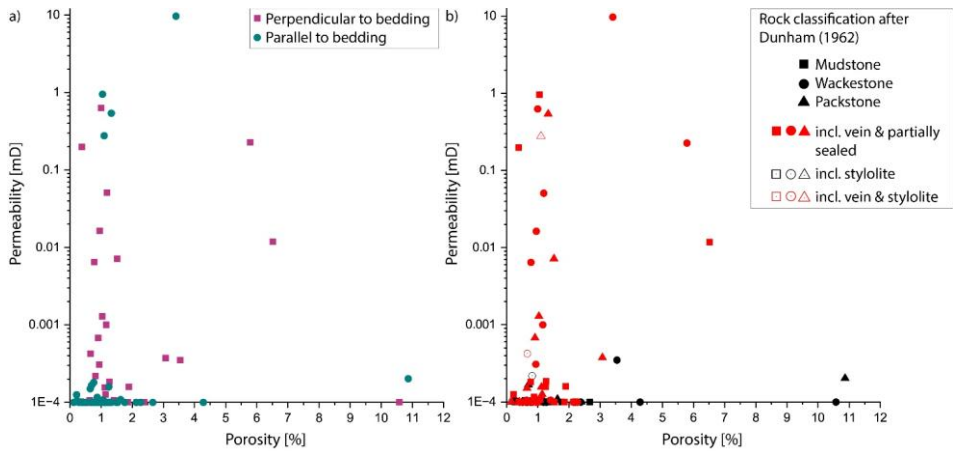 a)
Perpendicular to bedding
Parallel to bedding
Permeability [mD]
10
1
0.1
0.01
0.001
1E−4
0 1 2 3 4 5 6 7 8 9 10 11 12
Porosity [%]
b)
Permeability [mD]
10
1
0.1
0.01
0.001
1E−4
0 1 2 3 4 5 6 7 8 9 10 11 12
Porosity [%]
Rock classification after
Dunham (1962)
Mudstone
Wackestone
Packstone
incl. vein & partially
sealed
incl. stylolite
incl. vein & stylolite